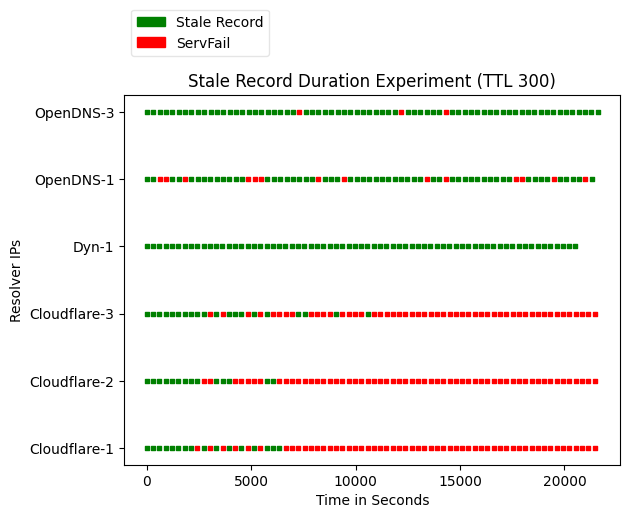 Stale Record
ServFail
Stale Record Duration Experiment (TTL 300)
OpenDNS-3
OpenDNS-1
Dyn-1
Cloudflare-3
Cloudflare-2
Cloudflare-1
Resolver IPs
0 5000 10000 15000 20000
Time in Seconds